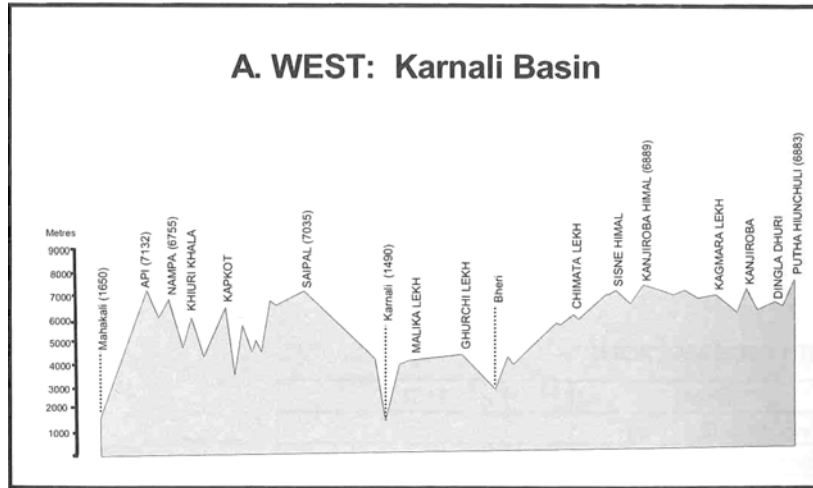 A. WEST: Karnali Basin
Metres
9000
8000
7000
6000
5000
4000
3000
2000
1000
Mahakali (1650)
API (7132)
NAMPA (6755)
KHIURI KHALA
KAPKOT
SAIPAL (7035)
Karnali (1490)
MALIKA LEKH
GHURCHI LEKH
Bheri
CHIMATA LEKH
SISNE HIMAL
KANJIROBA HIMAL (6889)
KAGMARA LEKH
KANJIROBA
DINGLA DHURI
PUTHA HIUNCHULI (6883)